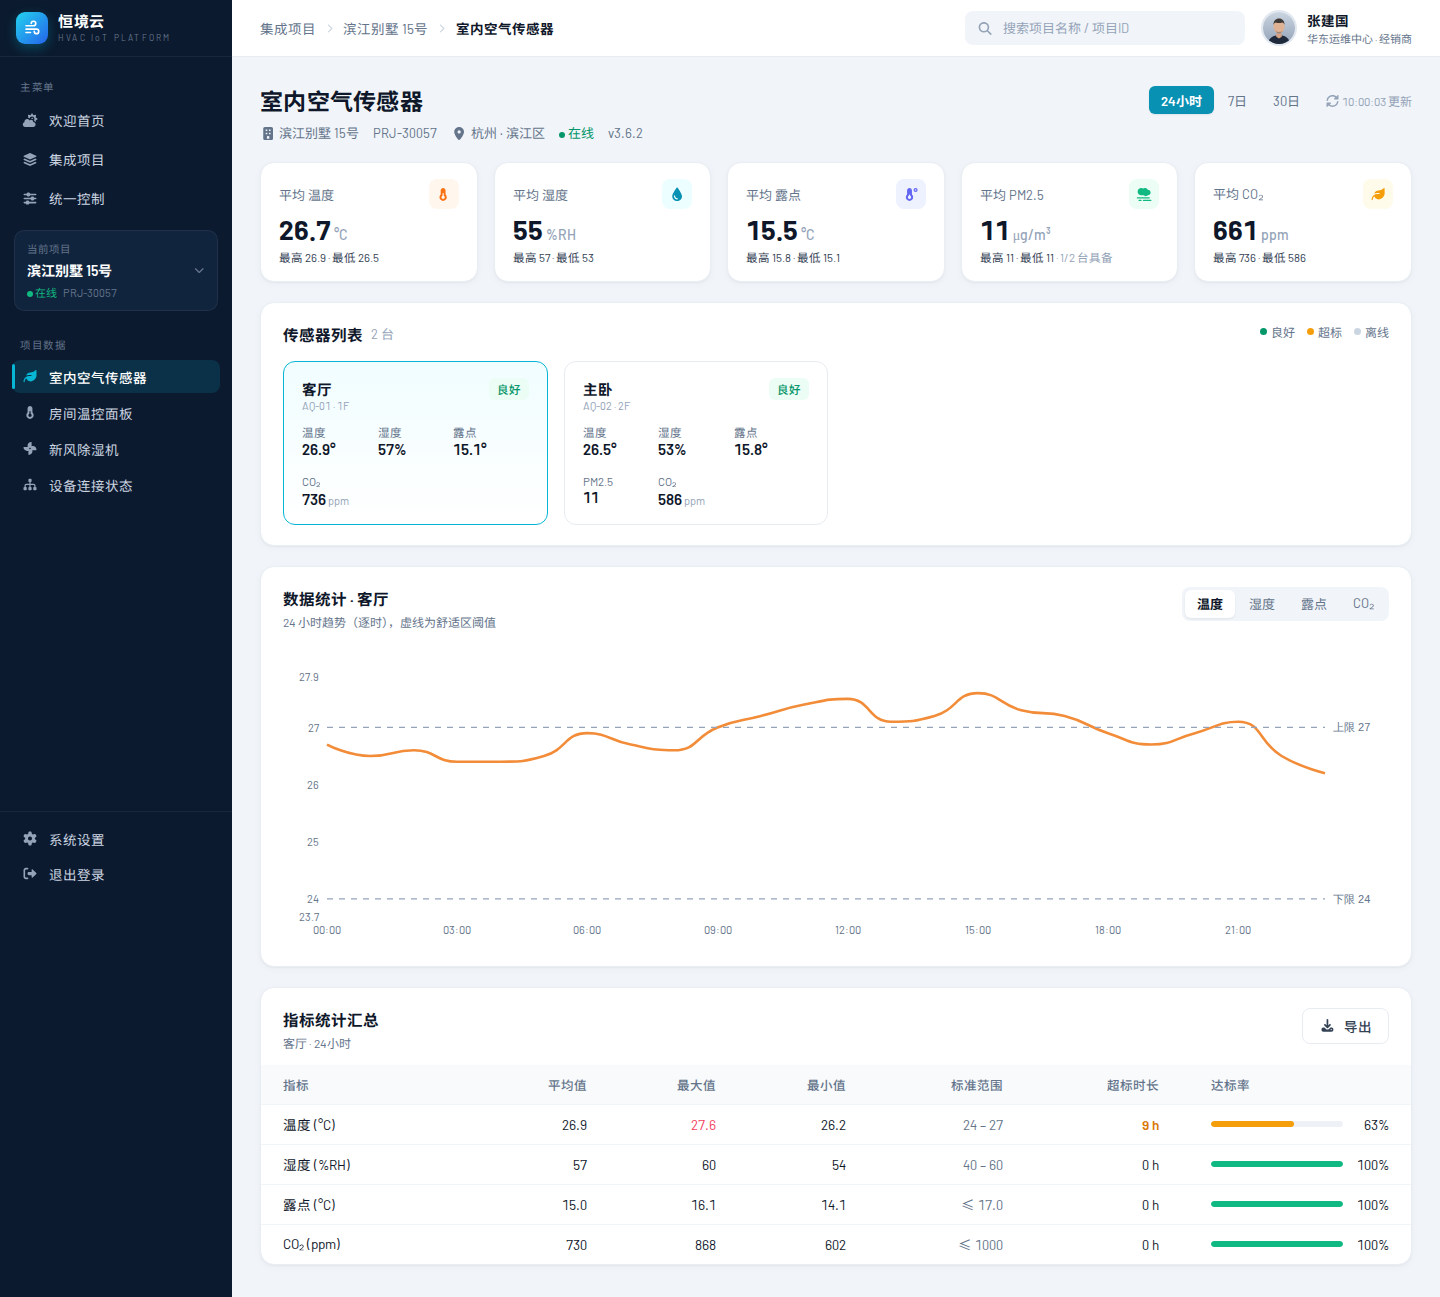 恒境云
HVAC IoT PLATFORM
主菜单
欢迎首页
集成项目
统一控制
当前项目
滨江别墅 15号
在线 PRJ-30057
项目数据
室内空气传感器
房间温控面板
新风除湿机
设备连接状态
系统设置
退出登录
集成项目 > 滨江别墅 15号 > 室内空气传感器
搜索项目名称 / 项目ID
张建国
华东运维中心 · 经销商
室内空气传感器
24小时 7日 30日 10:00:03 更新
滨江别墅 15号 PRJ-30057 杭州 · 滨江区 在线 v3.6.2
平均 温度
26.7 °C
最高 26.9 · 最低 26.5
平均 湿度
55 %RH
最高 57 · 最低 53
平均 露点
15.5 °C
最高 15.8 · 最低 15.1
平均 PM2.5
11 μg/m³
最高 11 · 最低 11 · 1/2 台具备
平均 CO₂
661 ppm
最高 736 · 最低 586
传感器列表 2 台
良好 超标 离线
客厅 良好
AQ-01 · 1F
温度 湿度 露点
26.9° 57% 15.1°
CO₂
736 ppm
主卧 良好
AQ-02 · 2F
温度 湿度 露点
26.5° 53% 15.8°
PM2.5 CO₂
11 586 ppm
数据统计 · 客厅
24 小时趋势（逐时），虚线为舒适区阈值
温度 湿度 露点 CO₂
27.9
27 上限 27
26
25
24 下限 24
23.7
00:00 03:00 06:00 09:00 12:00 15:00 18:00 21:00
指标统计汇总
客厅 · 24小时
导出
指标 平均值 最大值 最小值 标准范围 超标时长 达标率
温度 (°C) 26.9 27.6 26.2 24 – 27 9 h 63%
湿度 (%RH) 57 60 54 40 – 60 0 h 100%
露点 (°C) 15.0 16.1 14.1 ≤ 17.0 0 h 100%
CO₂ (ppm) 730 868 602 ≤ 1000 0 h 100%